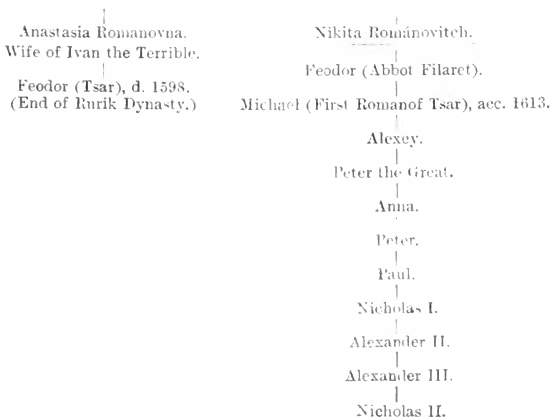 Anastasia Romanovna.
Wife of Ivan the Terrible.
Feodor (Tsar), d. 1598.
(End of Rurik Dynasty.)
Nikita Románovitch.
Feodor (Abbot Filaret).
Michael (First Romanof Tsar), acc. 1613.
Alexey.
Peter the Great.
Anna.
Peter.
Paul.
Nicholas I.
Alexander II.
Alexander III.
Nicholas II.